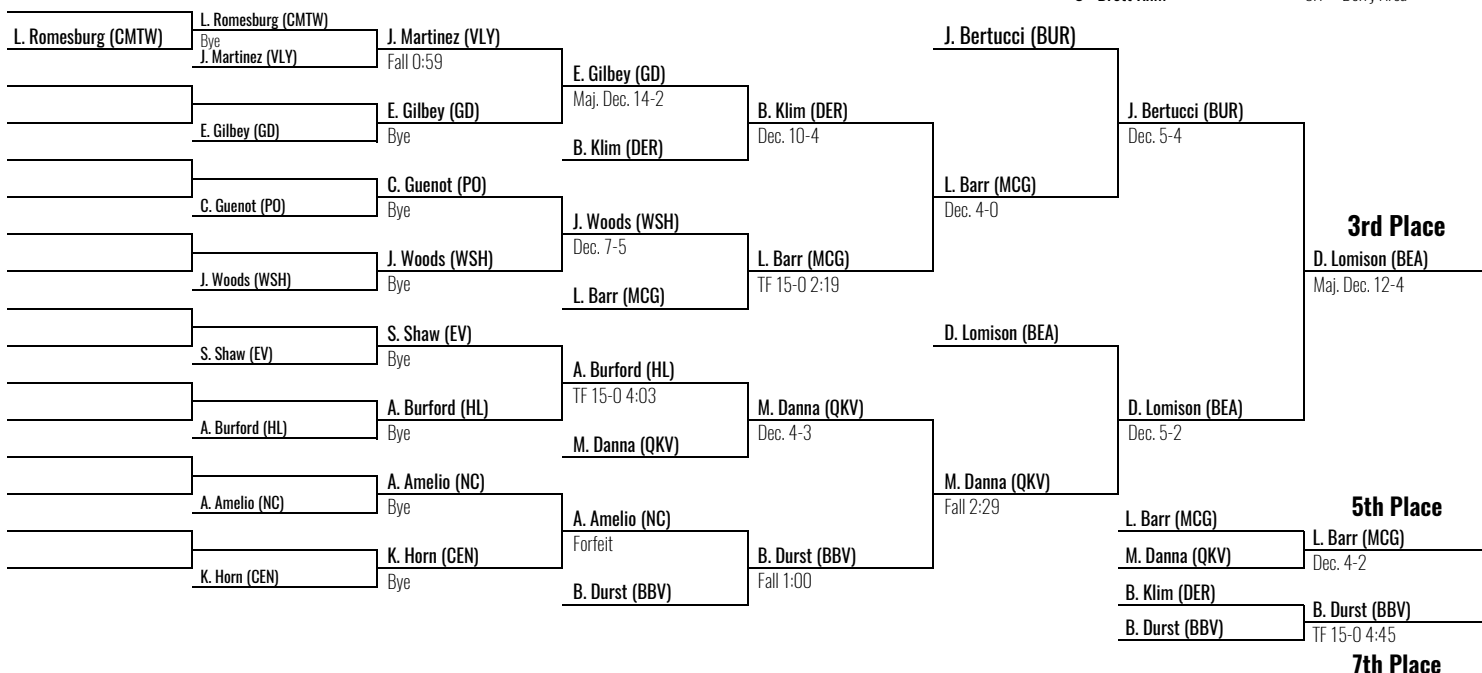 L. Romesburg (CMTW)
L. Romesburg (CMTW)
Bye
J. Martinez (VLY)
J. Martinez (VLY)
Fall 0:59
E. Gilbey (GD)
E. Gilbey (GD)
Bye
C. Guenot (PO)
C. Guenot (PO)
Bye
J. Woods (WSH)
J. Woods (WSH)
Bye
S. Shaw (EV)
S. Shaw (EV)
Bye
A. Burford (HL)
A. Burford (HL)
Bye
A. Amelio (NC)
A. Amelio (NC)
Bye
K. Horn (CEN)
K. Horn (CEN)
Bye
E. Gilbey (GD)
Maj. Dec. 14-2
B. Klim (DER)
J. Woods (WSH)
Dec. 7-5
L. Barr (MCG)
A. Burford (HL)
TF 15-0 4:03
M. Danna (QKV)
A. Amelio (NC)
Forfeit
B. Durst (BBV)
B. Klim (DER)
Dec. 10-4
L. Barr (MCG)
TF 15-0 2:19
M. Danna (QKV)
Dec. 4-3
B. Durst (BBV)
Fall 1:00
J. Bertucci (BUR)
L. Barr (MCG)
Dec. 4-0
D. Lomison (BEA)
M. Danna (QKV)
Fall 2:29
J. Bertucci (BUR)
Dec. 5-4
D. Lomison (BEA)
Dec. 5-2
3rd Place
D. Lomison (BEA)
Maj. Dec. 12-4
5th Place
L. Barr (MCG)
M. Danna (QKV)
L. Barr (MCG)
Dec. 4-2
B. Klim (DER)
B. Durst (BBV)
B. Durst (BBV)
TF 15-0 4:45
7th Place